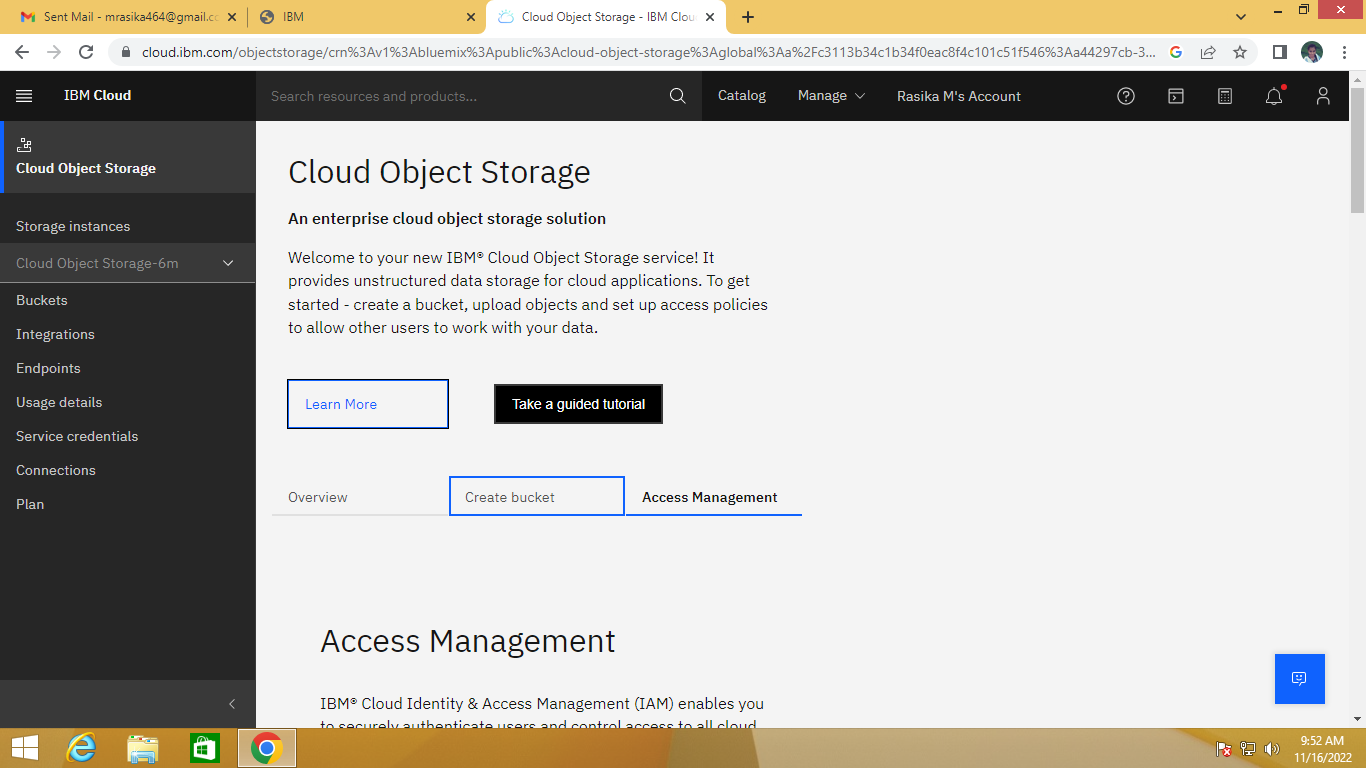 Sent Mail - mrasika464@gmail.cc
IBM
Cloud Object Storage - IBM Clou
cloud.ibm.com/objectstorage/crn%3Av1%3Abluemix%3Apublic%3Acloud-object-storage%3Aglobal%3Aa%2Fc3113b34c1b34f0eac8f4c101c51f546%3Aa44297cb-3...
IBM Cloud
Search resources and products...
Catalog
Manage
Rasika M's Account
Cloud Object Storage
Storage instances
Cloud Object Storage-6m
Buckets
Integrations
Endpoints
Usage details
Service credentials
Connections
Plan
Cloud Object Storage
An enterprise cloud object storage solution
Welcome to your new IBM® Cloud Object Storage service! It
provides unstructured data storage for cloud applications. To get
started - create a bucket, upload objects and set up access policies
to allow other users to work with your data.
Learn More
Take a guided tutorial
Overview
Create bucket
Access Management
Access Management
IBM® Cloud Identity & Access Management (IAM) enables you
to securely authenticate users and control access to all cloud
9:52 AM
11/16/2022